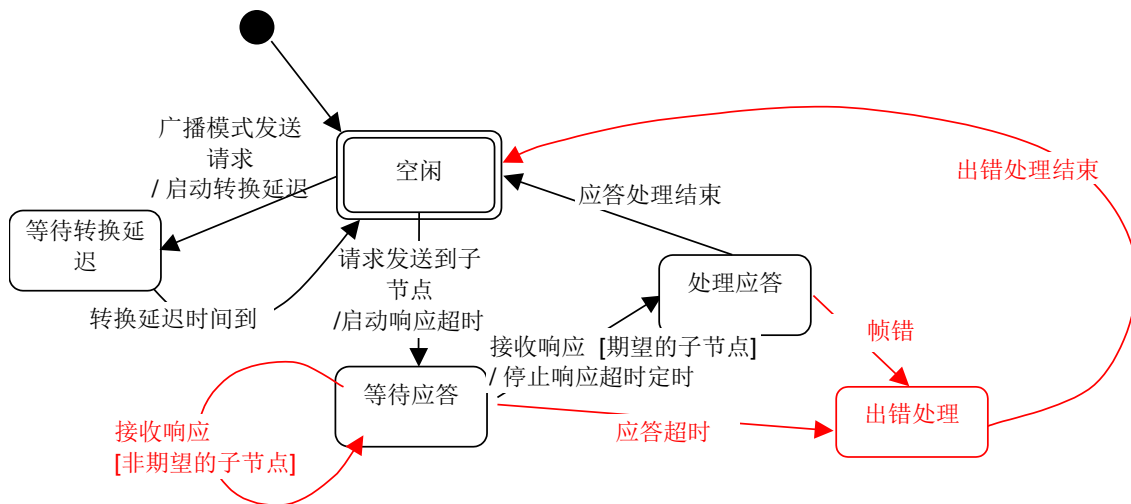 广播模式发送
请求
/ 启动转换延迟
空闲
出错处理结束
应答处理结束
等待转换延
迟
请求发送到子
节点
/启动响应超时
处理应答
转换延迟时间到
帧错
接收响应 [期望的子节点]
/ 停止响应超时定时
等待应答
出错处理
应答超时
接收响应
[非期望的子节点]